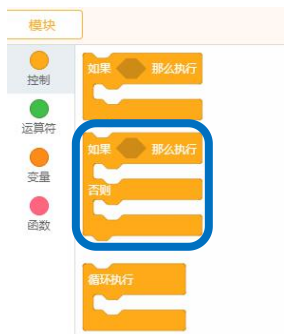 模块
控制
运算符
变量
函数
如果 那么执行
如果 那么执行
否则
循环执行